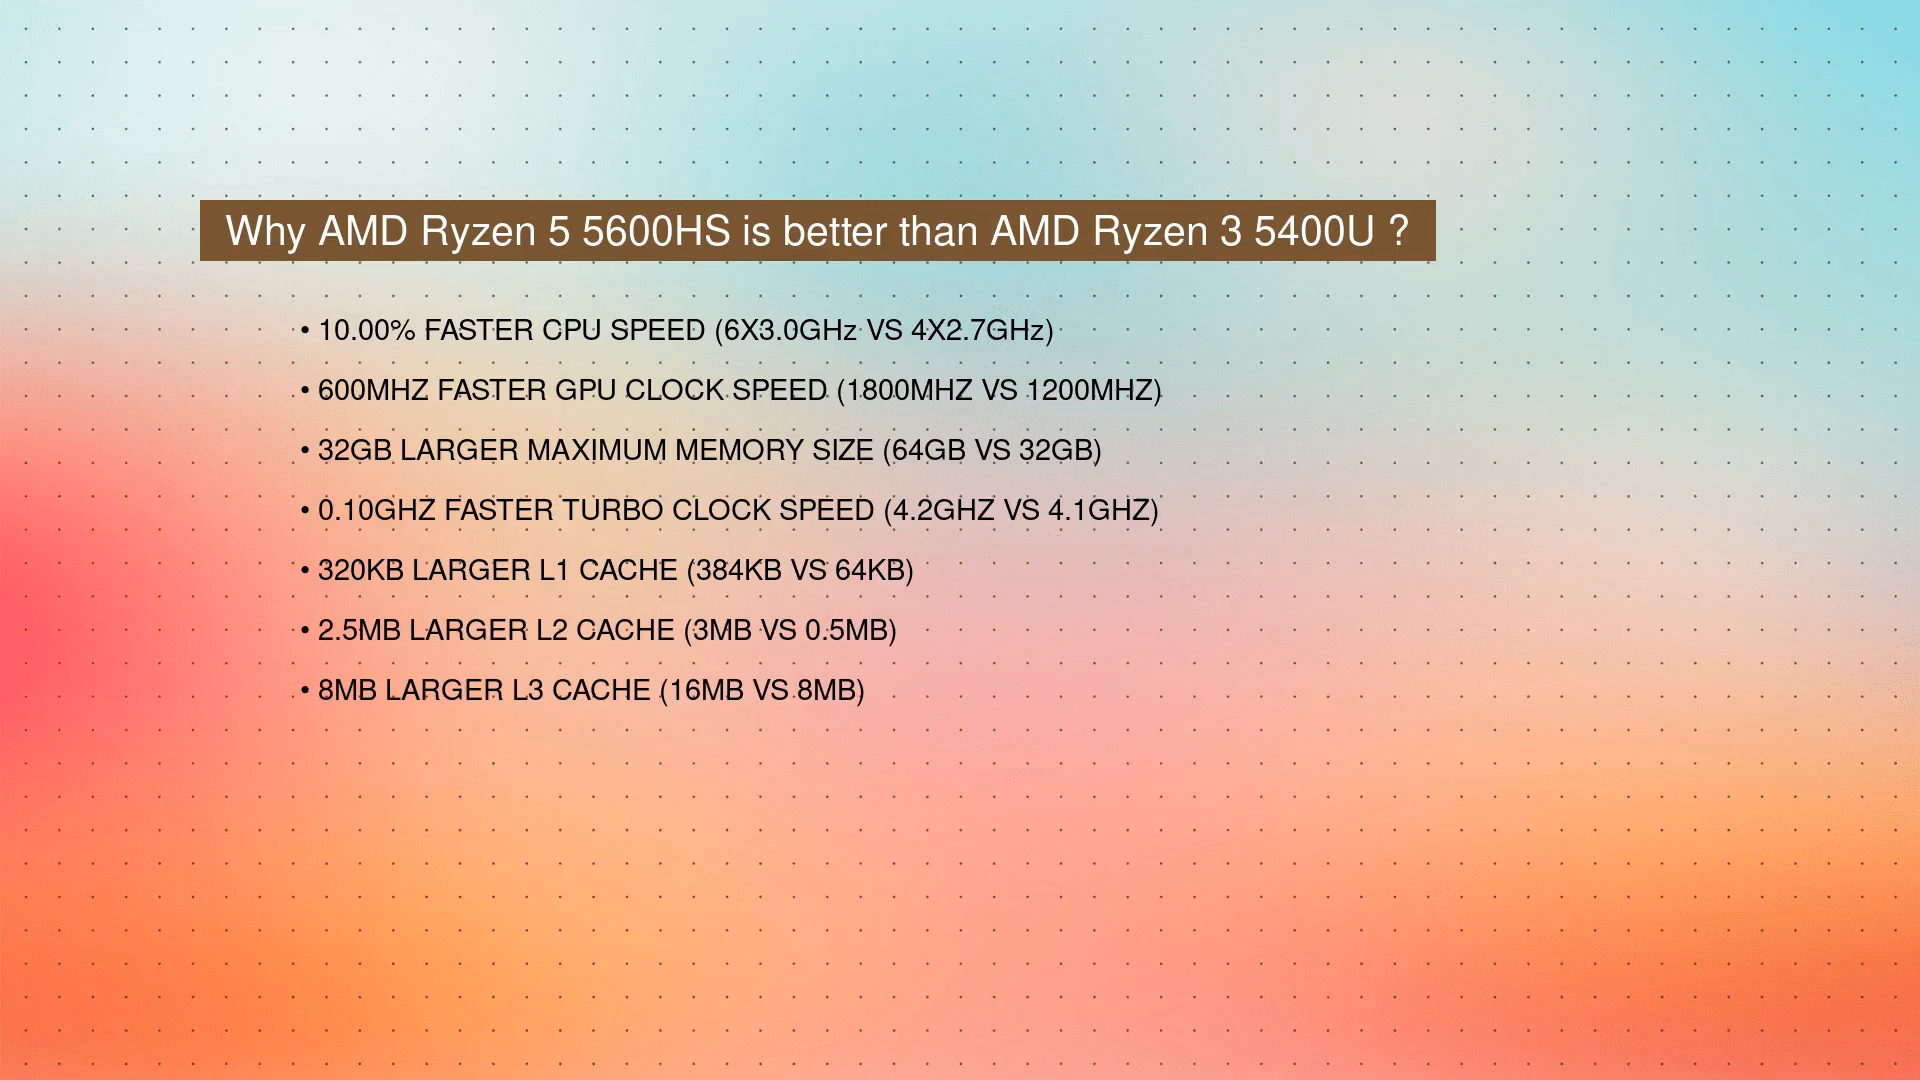 Why AMD Ryzen 5 5600HS is better than AMD Ryzen 3 5400U ?
• 10.00% FASTER CPU SPEED (6X3.0GHz VS 4X2.7GHz)
• 600MHZ FASTER GPU CLOCK SPEED (1800MHZ VS 1200MHZ)
• 32GB LARGER MAXIMUM MEMORY SIZE (64GB VS 32GB)
• 0.10GHZ FASTER TURBO CLOCK SPEED (4.2GHZ VS 4.1GHZ)
• 320KB LARGER L1 CACHE (384KB VS 64KB)
• 2.5MB LARGER L2 CACHE (3MB VS 0.5MB)
• 8MB LARGER L3 CACHE (16MB VS 8MB)